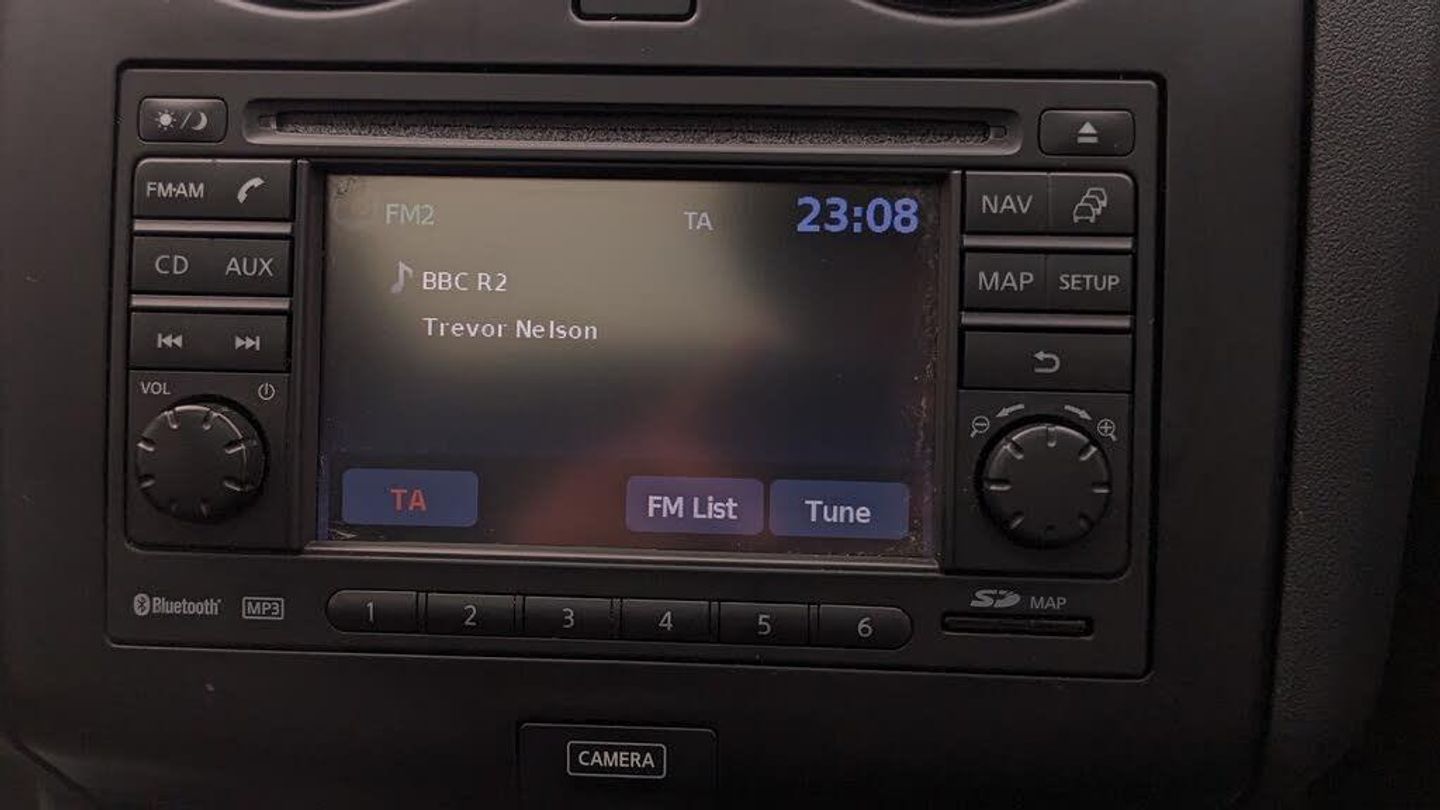 FM·AM
CD AUX
VOL
FM2 TA 23:08
BBC R2
Trevor Nelson
TA FM List Tune
NAV
MAP SETUP
Bluetooth MP3
1 2 3 4 5 6
SD MAP
CAMERA